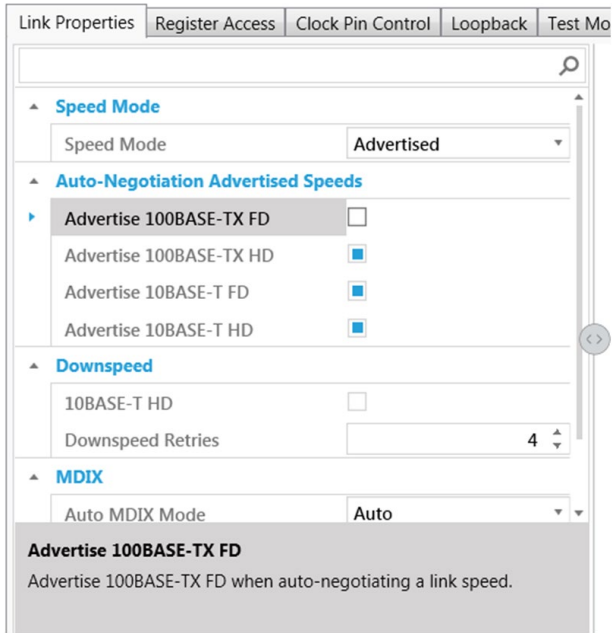 Link Properties Register Access Clock Pin Control Loopback Test Mo
Speed Mode
Speed Mode Advertised
Auto-Negotiation Advertised Speeds
Advertise 100BASE-TX FD
Advertise 100BASE-TX HD
Advertise 10BASE-T FD
Advertise 10BASE-T HD
Downspeed
10BASE-T HD
Downspeed Retries 4
MDIX
Auto MDIX Mode Auto
Advertise 100BASE-TX FD
Advertise 100BASE-TX FD when auto-negotiating a link speed.